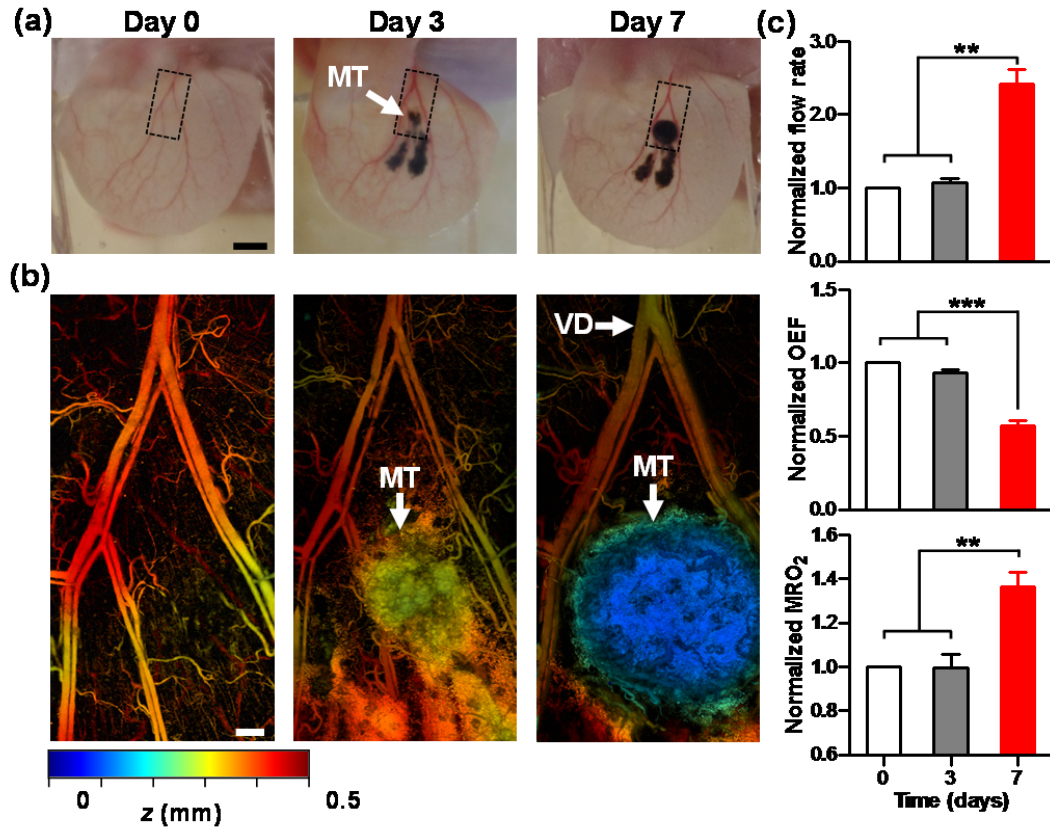 (a)
Day 0
Day 3
Day 7
MT
(b)
VD
MT
MT
0
0.5
z (mm)
(c)
3.0
2.0
1.0
0.0
Normalized flow rate
**
1.5
1.0
0.5
0.0
Normalized OEF
***
1.6
1.4
1.2
1.0
0.8
0.6
Normalized MRO₂
**
0
3
7
Time (days)